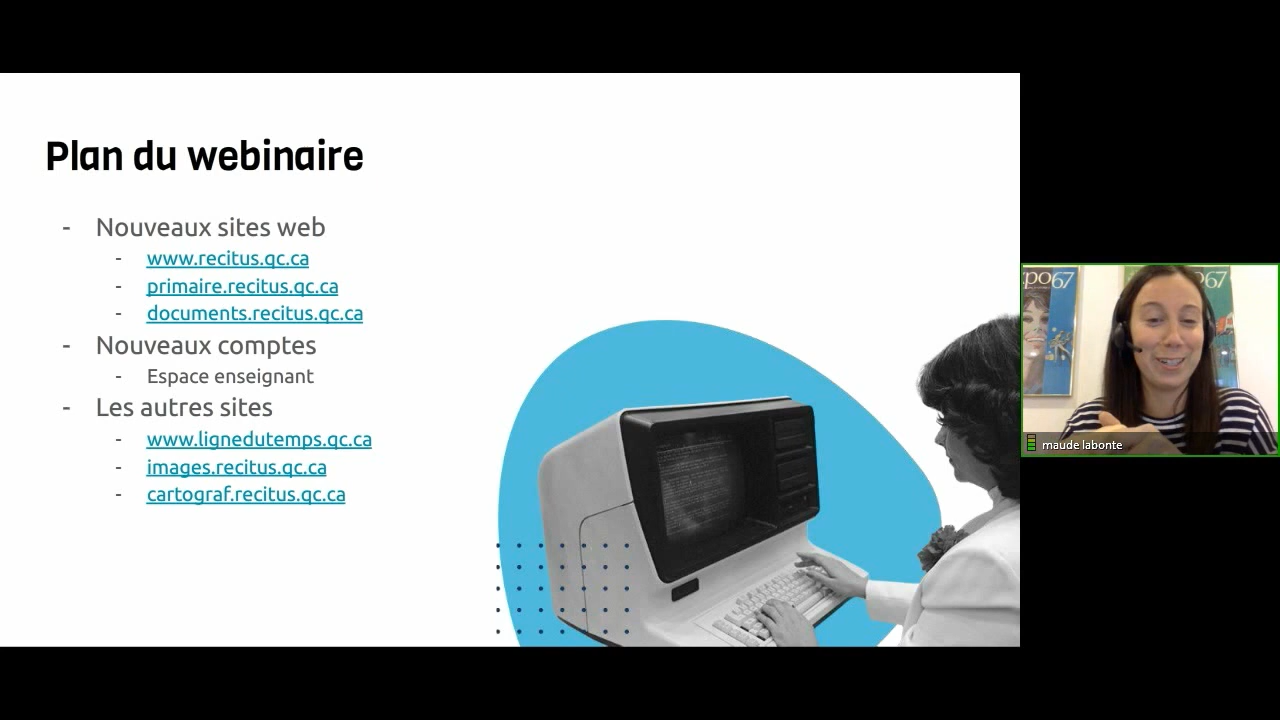 Plan du webinaire
- Nouveaux sites web
- www.recitus.qc.ca
- primaire.recitus.qc.ca
- documents.recitus.qc.ca
- Nouveaux comptes
- Espace enseignant
- Les autres sites
- www.lignedutemps.qc.ca
- images.recitus.qc.ca
- cartograf.recitus.qc.ca
po67
67
maude labonte